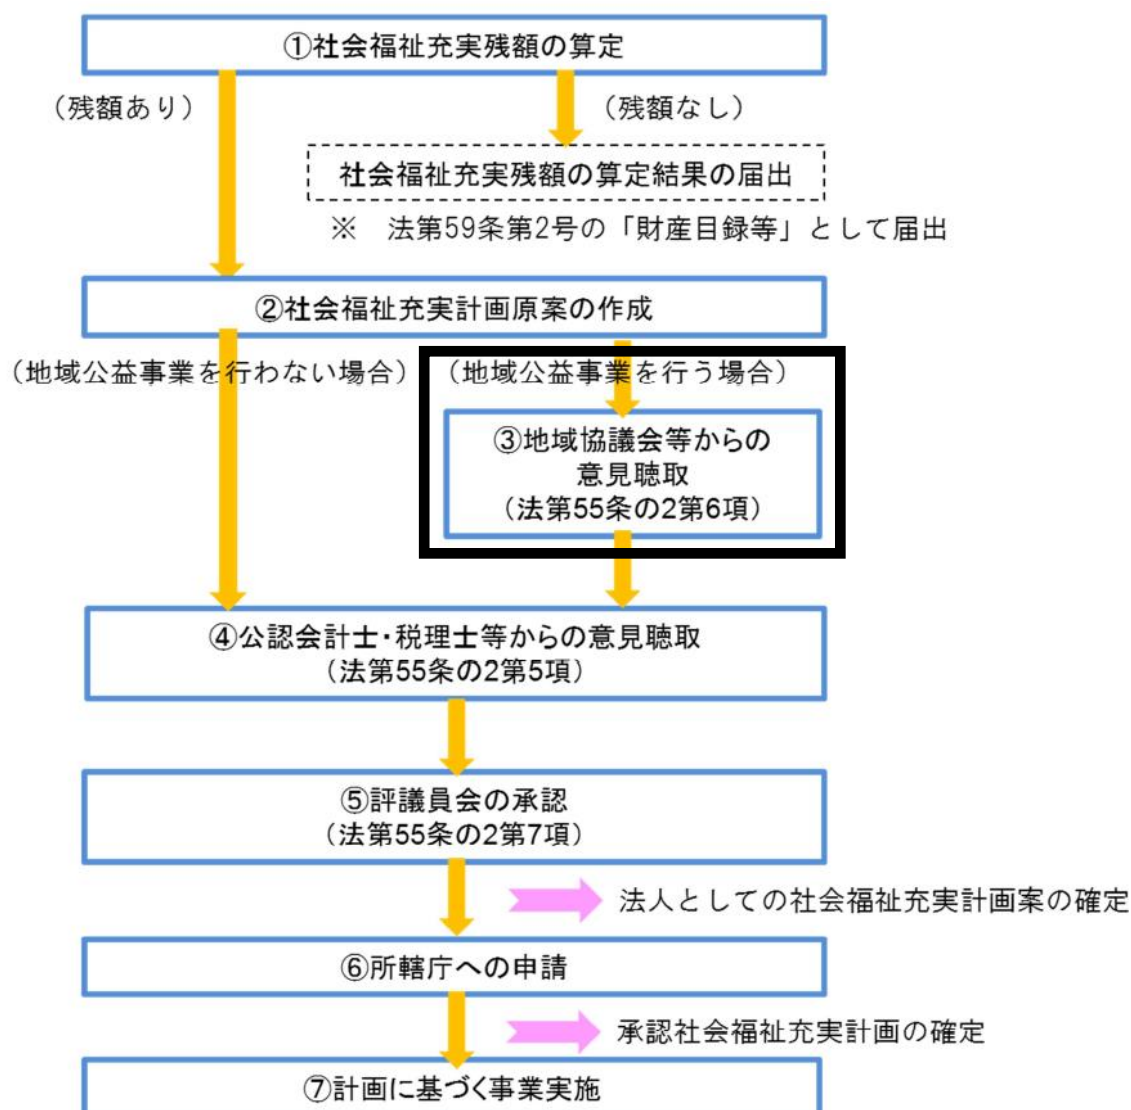 ①社会福祉充実残額の算定
（残額あり）
（残額なし）
社会福祉充実残額の算定結果の届出
※　法第59条第2号の「財産目録等」として届出
②社会福祉充実計画原案の作成
（地域公益事業を行わない場合）
（地域公益事業を行う場合）
③地域協議会等からの
意見聴取
（法第55条の2第6項）
④公認会計士・税理士等からの意見聴取
（法第55条の2第5項）
⑤評議員会の承認
（法第55条の2第7項）
法人としての社会福祉充実計画案の確定
⑥所轄庁への申請
承認社会福祉充実計画の確定
⑦計画に基づく事業実施